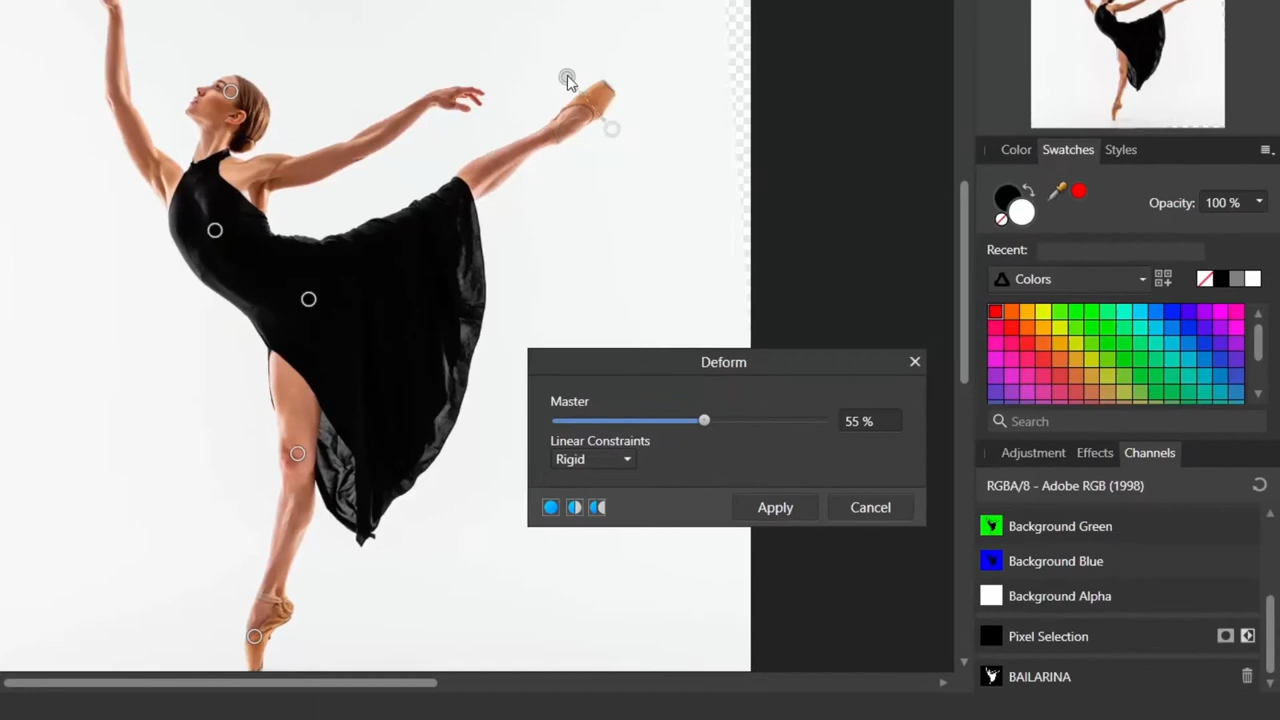 Color Swatches Styles
Opacity: 100 %
Recent:
Colors
Deform
Master
55 %
Linear Constraints
Rigid
Apply Cancel
Search
Adjustment Effects Channels
RGBA/8 - Adobe RGB (1998)
Background Green
Background Blue
Background Alpha
Pixel Selection
BAILARINA